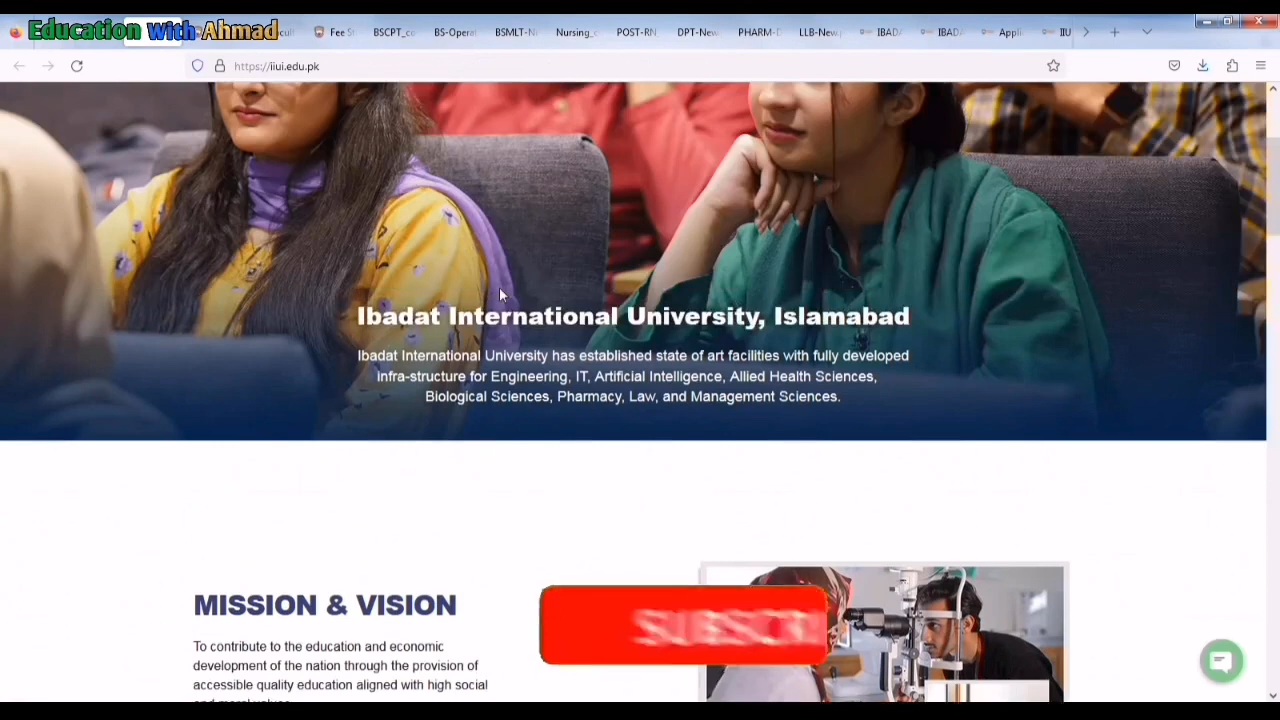 Education with Ahmad
Fee
BSCPT_co
BS-Opera
BSMLT-N
Nursing_
POST-RN
DPT-New
PHARM-D
LLB-New
IBAD
IBAD
Appli
IIU
https://iiui.edu.pk
Ibadat International University, Islamabad
Ibadat International University has established state of art facilities with fully developed
infra-structure for Engineering, IT, Artificial Intelligence, Allied Health Sciences,
Biological Sciences, Pharmacy, Law, and Management Sciences.
MISSION & VISION
To contribute to the education and economic
development of the nation through the provision of
accessible quality education aligned with high social